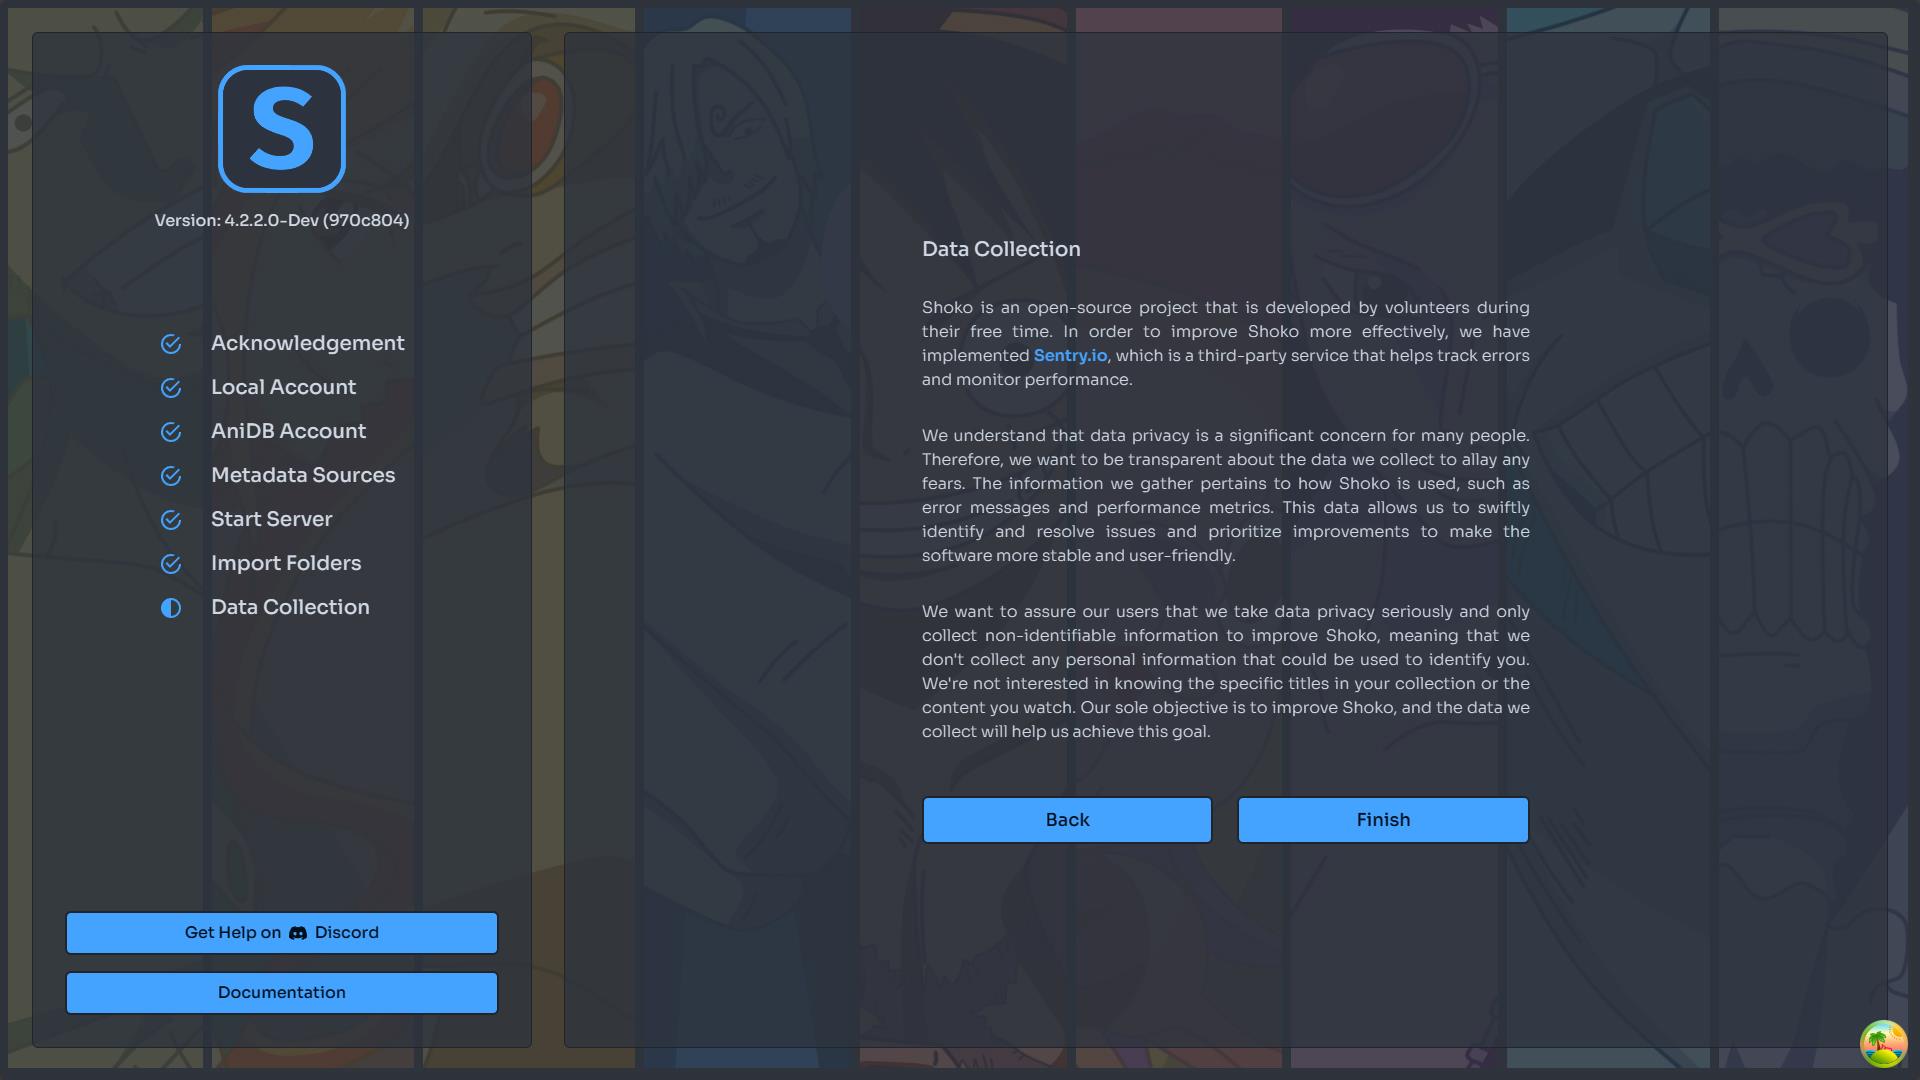 S
Version: 4.2.2.0-Dev (970c804)
Acknowledgement
Local Account
AniDB Account
Metadata Sources
Start Server
Import Folders
Data Collection
Get Help on Discord
Documentation
Data Collection
Shoko is an open-source project that is developed by volunteers during
their free time. In order to improve Shoko more effectively, we have
implemented Sentry.io, which is a third-party service that helps track errors
and monitor performance.
We understand that data privacy is a significant concern for many people.
Therefore, we want to be transparent about the data we collect to allay any
fears. The information we gather pertains to how Shoko is used, such as
error messages and performance metrics. This data allows us to swiftly
identify and resolve issues and prioritize improvements to make the
software more stable and user-friendly.
We want to assure our users that we take data privacy seriously and only
collect non-identifiable information to improve Shoko, meaning that we
don't collect any personal information that could be used to identify you.
We're not interested in knowing the specific titles in your collection or the
content you watch. Our sole objective is to improve Shoko, and the data we
collect will help us achieve this goal.
Back
Finish